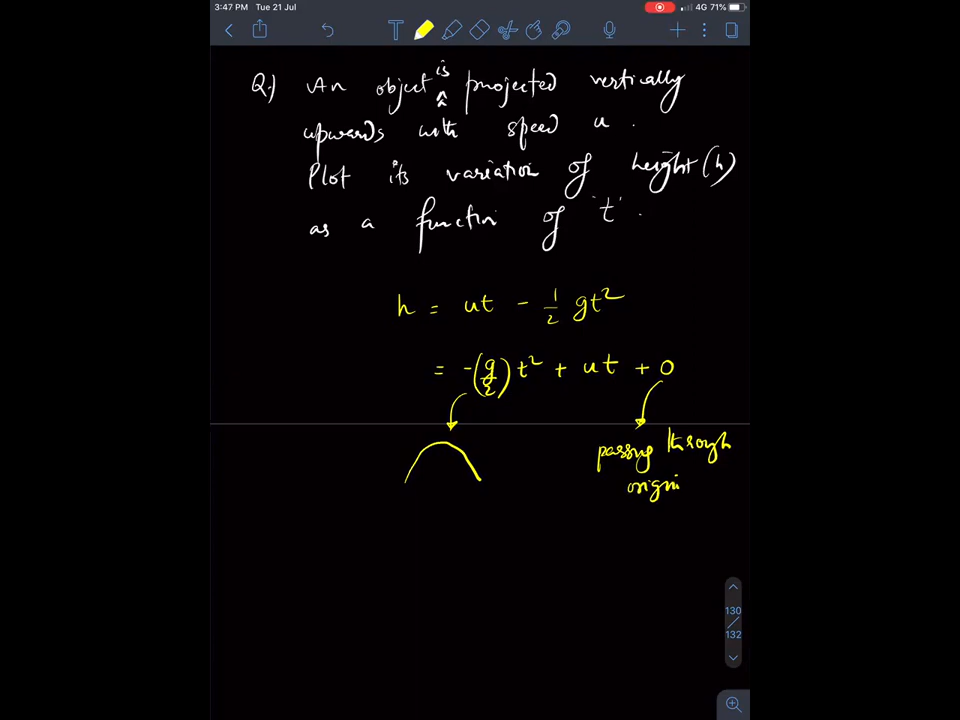 3:47 PM Tue 21 Jul
4G 71%
T
Q.) An object is projected vertically
upwards with speed u.
Plot its variation of height (h)
as a function of 't'.
h = ut - 1/2 gt²
= -(g/2) t² + ut + 0
passing through
origin
130
132